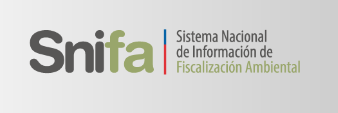 Snifa
Sistema Nacional
de Información de
Fiscalización Ambiental